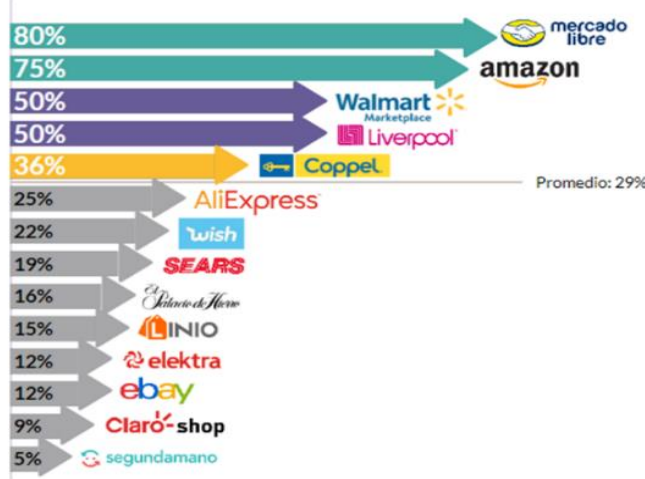 80% mercado libre
75% amazon
50% Walmart Marketplace
50% Liverpool
36% Coppel
Promedio: 29%
25% AliExpress
22% wish
19% SEARS
16% El Palacio de Hierro
15% LINIO
12% elektra
12% ebay
9% Claro shop
5% segundamano